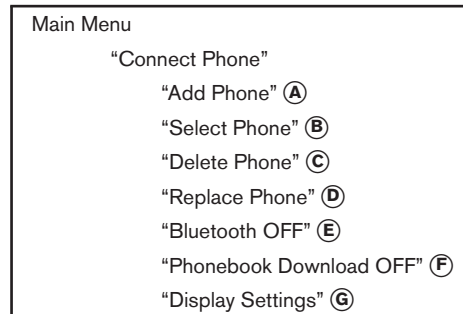 Main Menu
“Connect Phone”
“Add Phone” Ⓐ
“Select Phone” Ⓑ
“Delete Phone” Ⓒ
“Replace Phone” Ⓓ
“Bluetooth OFF” Ⓔ
“Phonebook Download OFF” Ⓕ
“Display Settings” Ⓖ